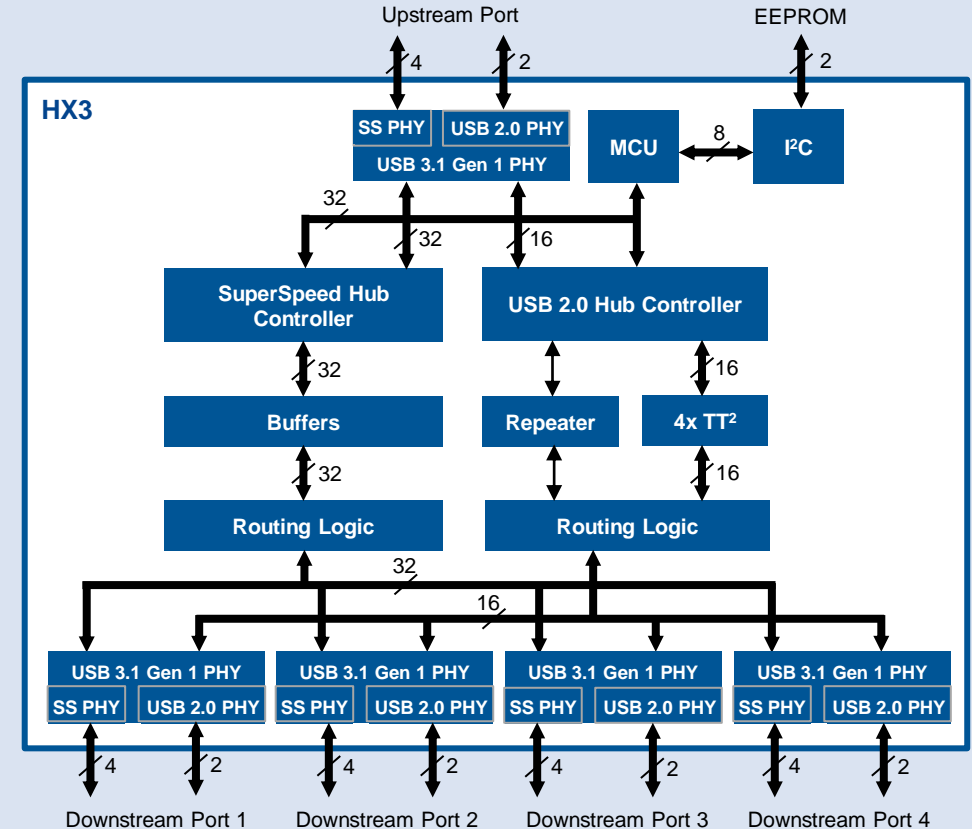 Upstream Port
EEPROM
4
2
2
HX3
SS PHY
USB 2.0 PHY
USB 3.1 Gen 1 PHY
MCU
8
I²C
32
32
16
SuperSpeed Hub
Controller
USB 2.0 Hub Controller
32
16
Buffers
Repeater
4x TT²
32
16
Routing Logic
Routing Logic
32
16
USB 3.1 Gen 1 PHY
USB 3.1 Gen 1 PHY
USB 3.1 Gen 1 PHY
USB 3.1 Gen 1 PHY
SS PHY
USB 2.0 PHY
SS PHY
USB 2.0 PHY
SS PHY
USB 2.0 PHY
SS PHY
USB 2.0 PHY
4
2
4
2
4
2
4
2
Downstream Port 1
Downstream Port 2
Downstream Port 3
Downstream Port 4